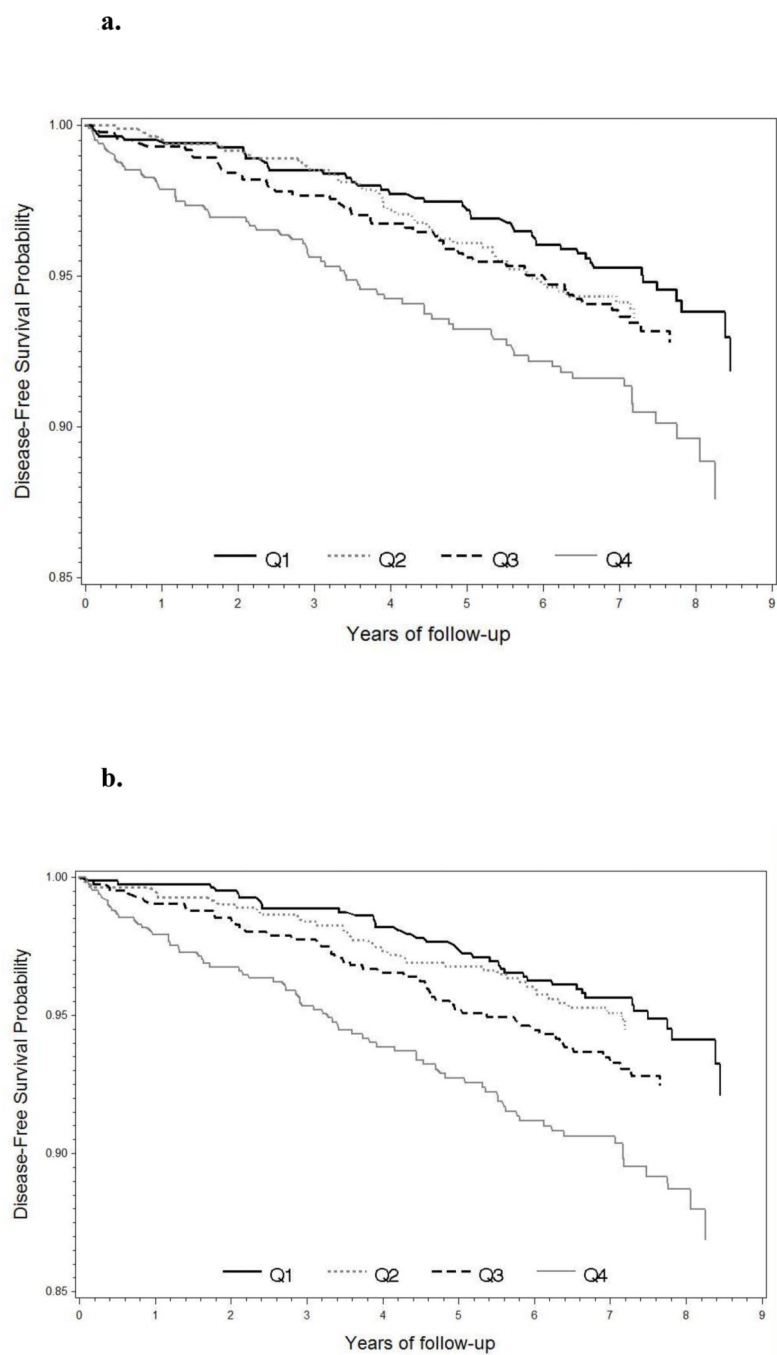 a.
1.00
0.95
0.90
0.85
Disease-Free Survival Probability
Q1 Q2 Q3 Q4
0 1 2 3 4 5 6 7 8 9
Years of follow-up
b.
1.00
0.95
0.90
0.85
Disease-Free Survival Probability
Q1 Q2 Q3 Q4
0 1 2 3 4 5 6 7 8 9
Years of follow-up